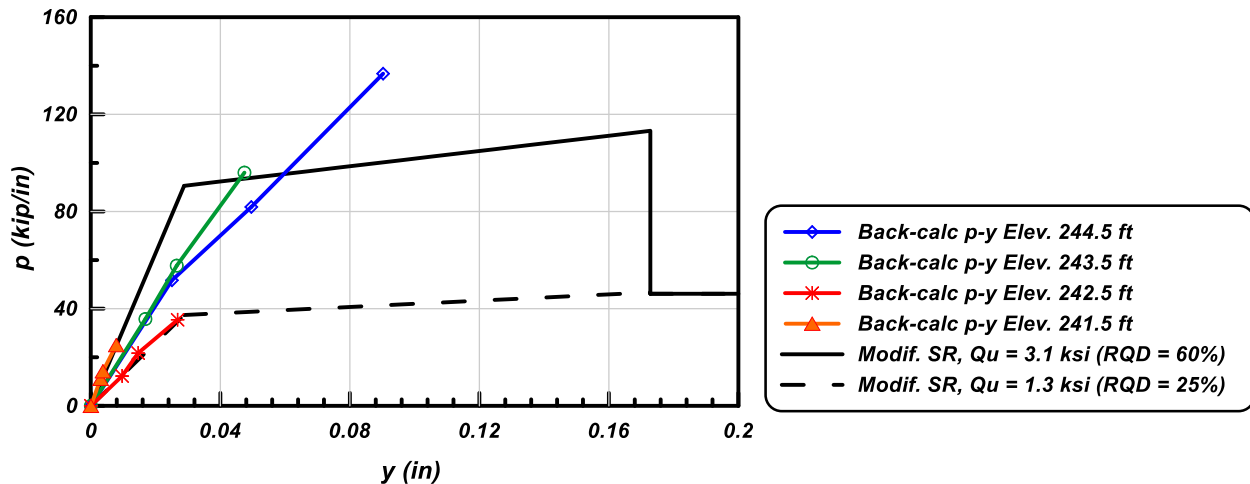 160
120
80
40
0
p (kip/in)
0 0.04 0.08 0.12 0.16 0.2
y (in)
Back-calc p-y Elev. 244.5 ft
Back-calc p-y Elev. 243.5 ft
Back-calc p-y Elev. 242.5 ft
Back-calc p-y Elev. 241.5 ft
Modif. SR, Qu = 3.1 ksi (RQD = 60%)
Modif. SR, Qu = 1.3 ksi (RQD = 25%)